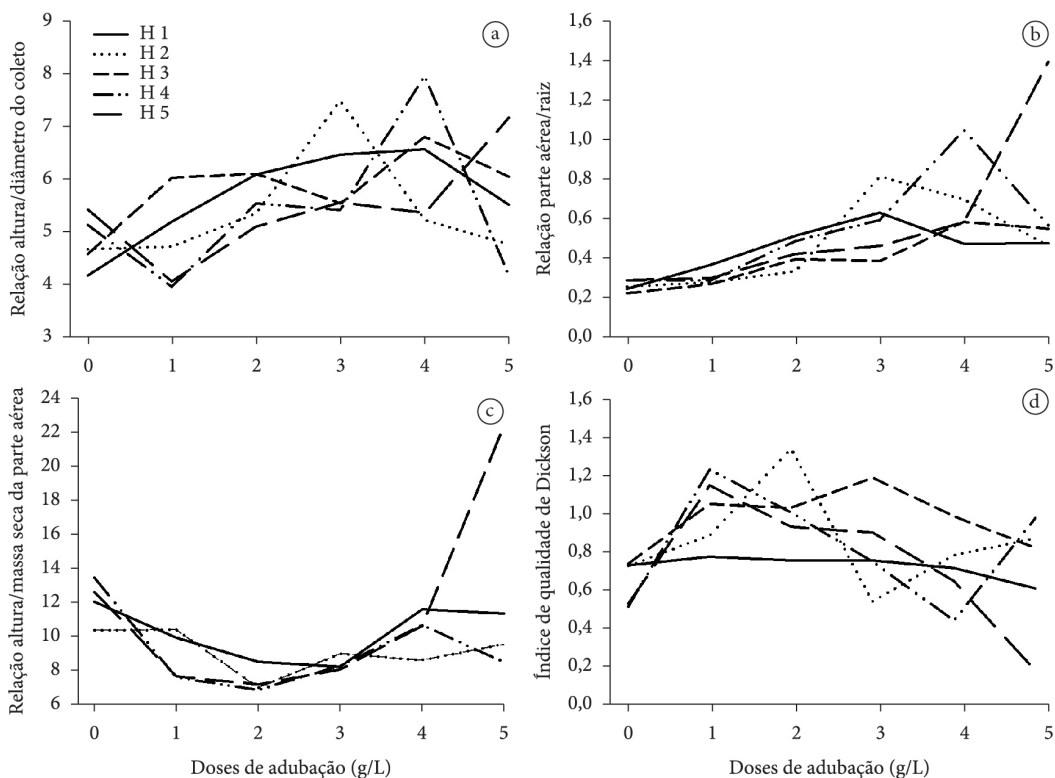 a
Relação altura/diâmetro do coleto
9
8
7
6
5
4
3
H 1
H 2
H 3
H 4
H 5
0 1 2 3 4 5
b
Relação parte aérea/raiz
1,6
1,4
1,2
1,0
0,8
0,6
0,4
0,2
0,0
0 1 2 3 4 5
c
Relação altura/massa seca da parte aérea
24
22
20
18
16
14
12
10
8
6
0 1 2 3 4 5
Doses de adubação (g/L)
d
Índice de qualidade de Dickson
1,6
1,4
1,2
1,0
0,8
0,6
0,4
0,2
0,0
0 1 2 3 4 5
Doses de adubação (g/L)